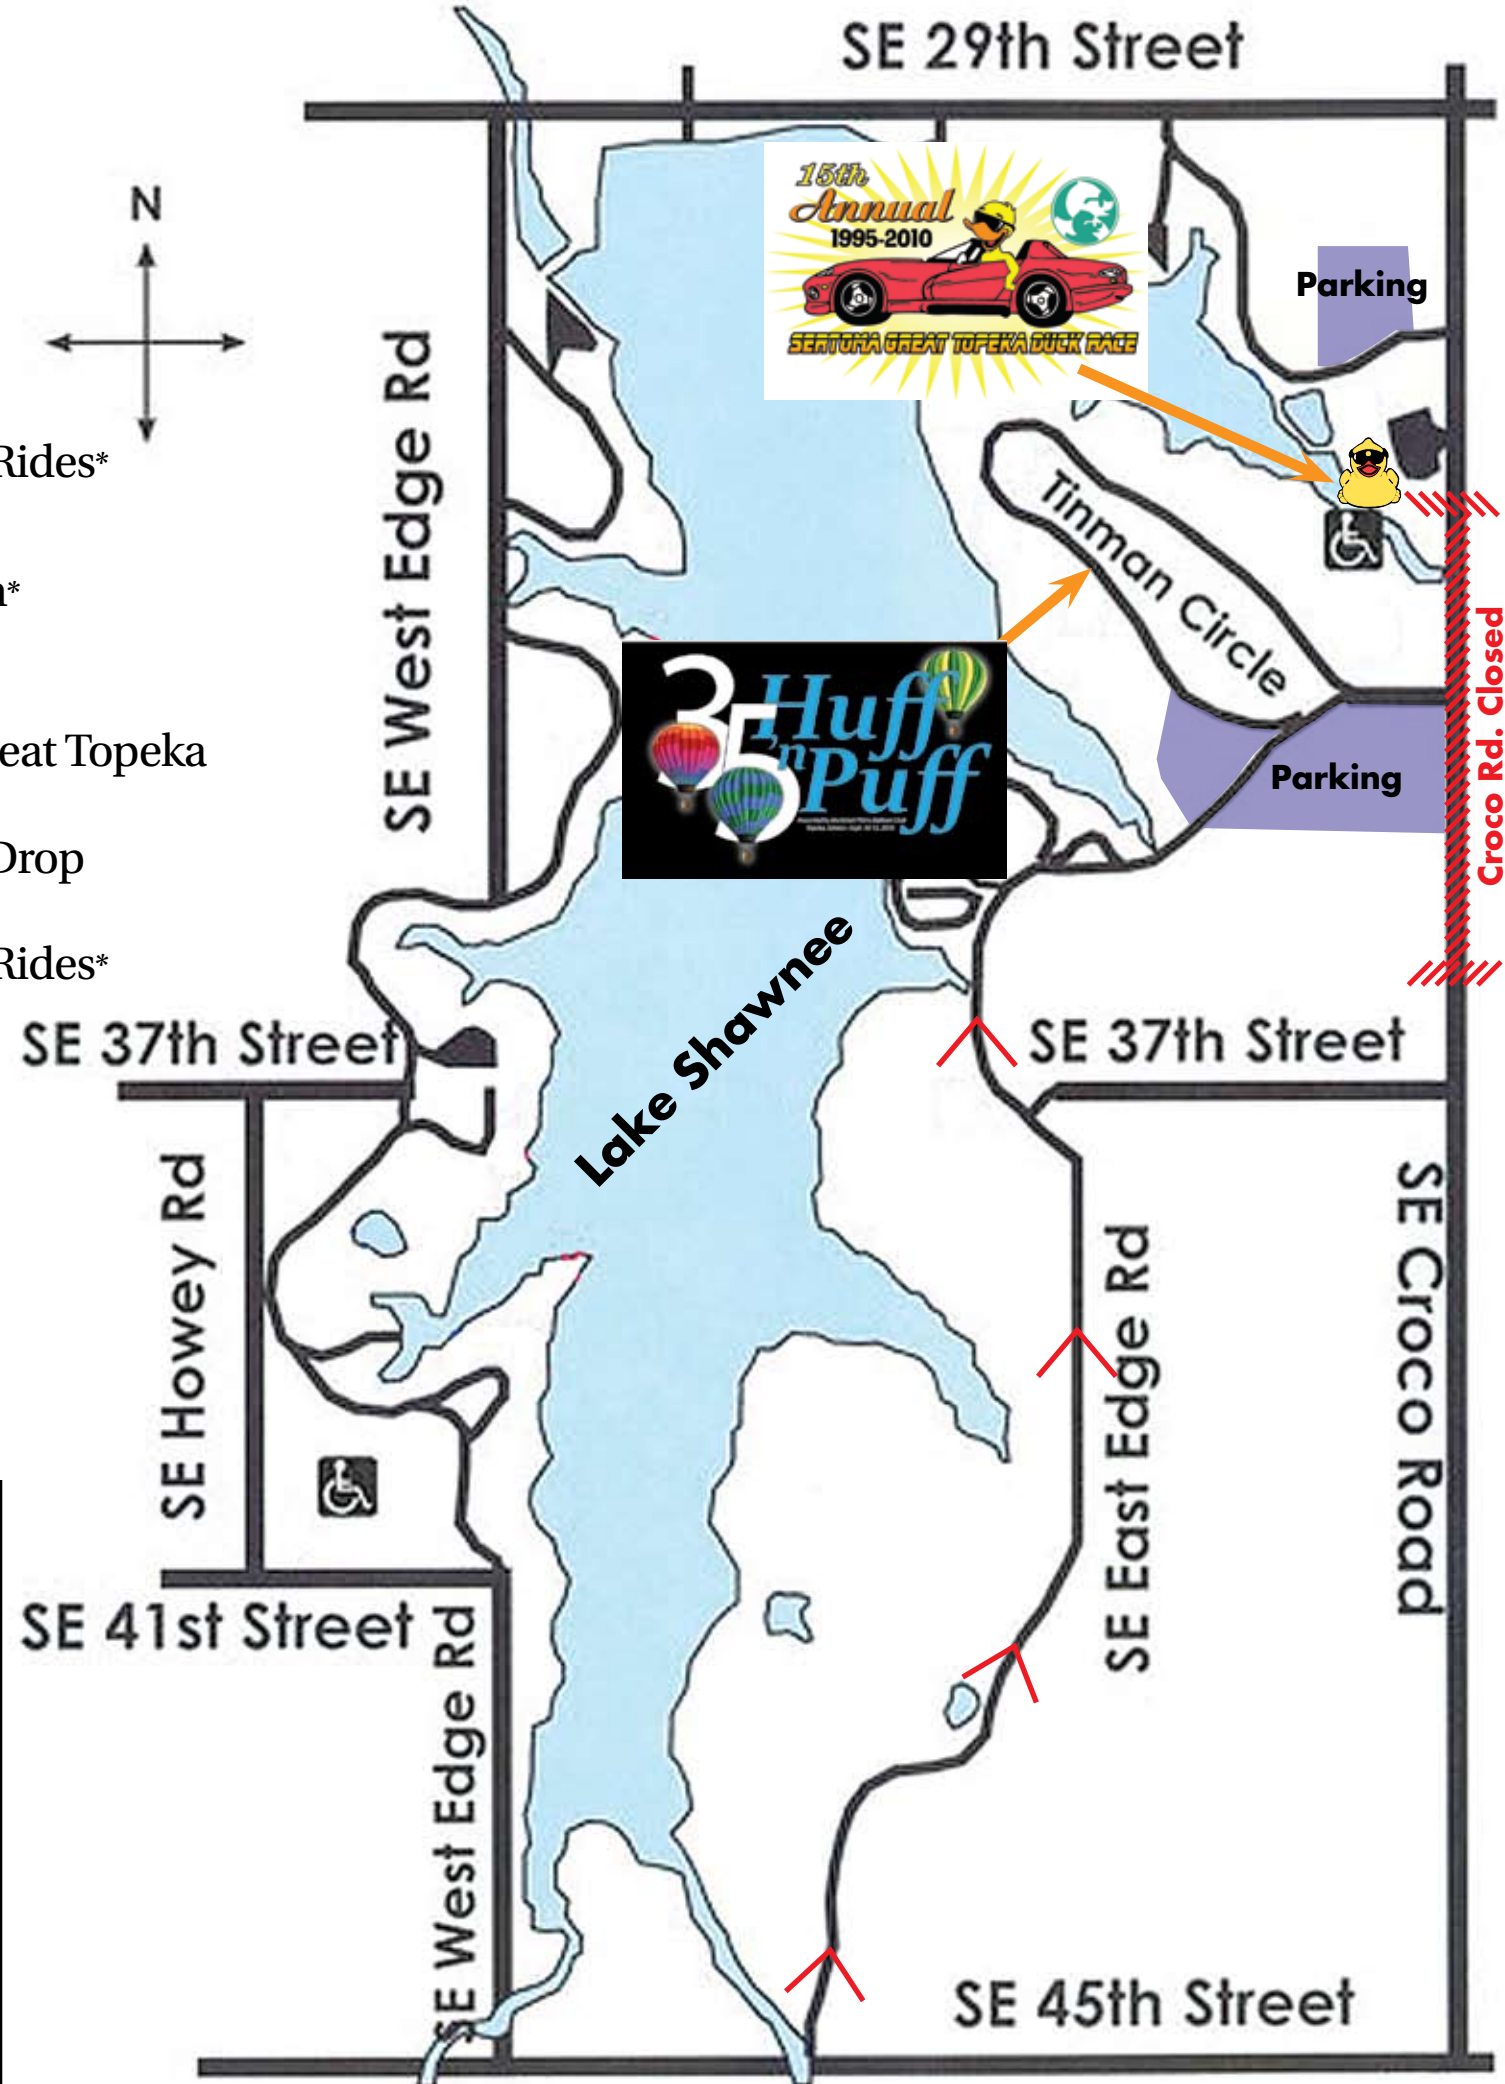 SE 29th Street
N
15th
Annual
1995-2010
SERTOMA GREAT TOPEKA DUCK RACE
Parking
SE West Edge Rd
Rides*
Tinman Circle
Croco Rd. Closed
35 Huff
'n Puff
eat Topeka
Parking
Drop
Lake Shawnee
Rides*
SE 37th Street
SE 37th Street
SE Howey Rd
SE East Edge Rd
SE Croco Road
SE 41st Street
SE West Edge Rd
SE 45th Street